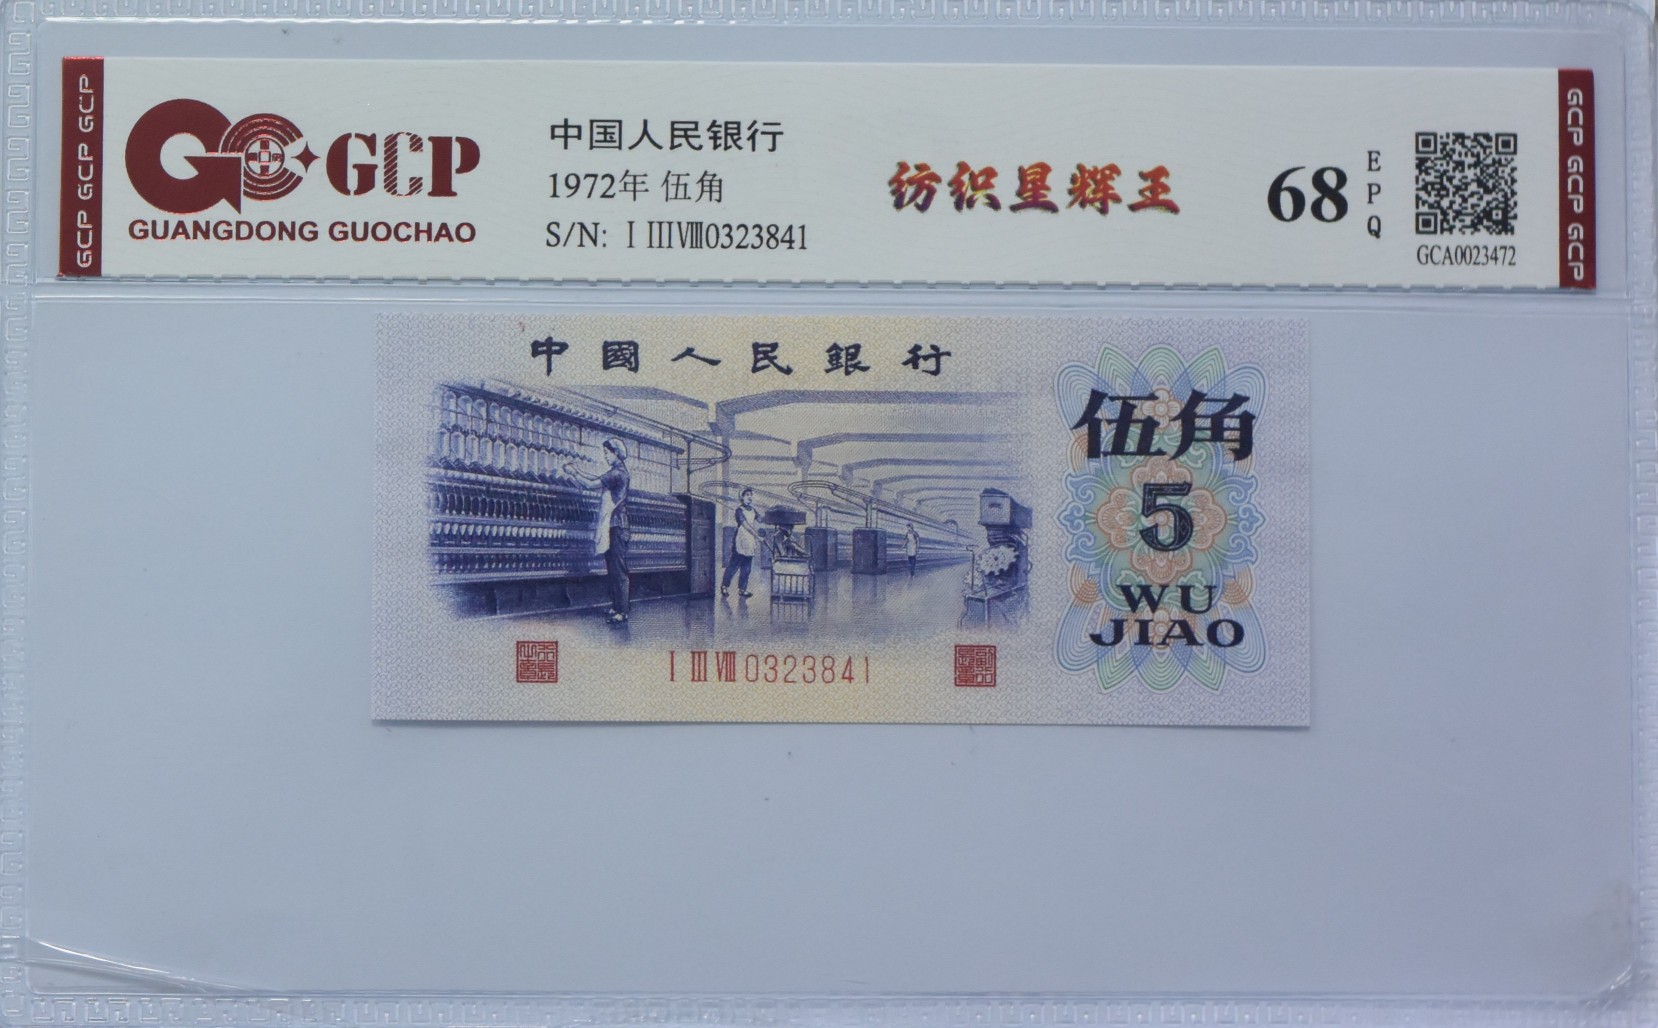 GCP GCP GCP
GCP
GUANGDONG GUOCHAO
中国人民银行
1972年 伍角
S/N: I III VIII 0323841
纺织星辉王
68
EPQ
GCA0023472
GCP GCP GCP GCP
中國人民銀行
伍角
5
WU
JIAO
I III VIII 0323841